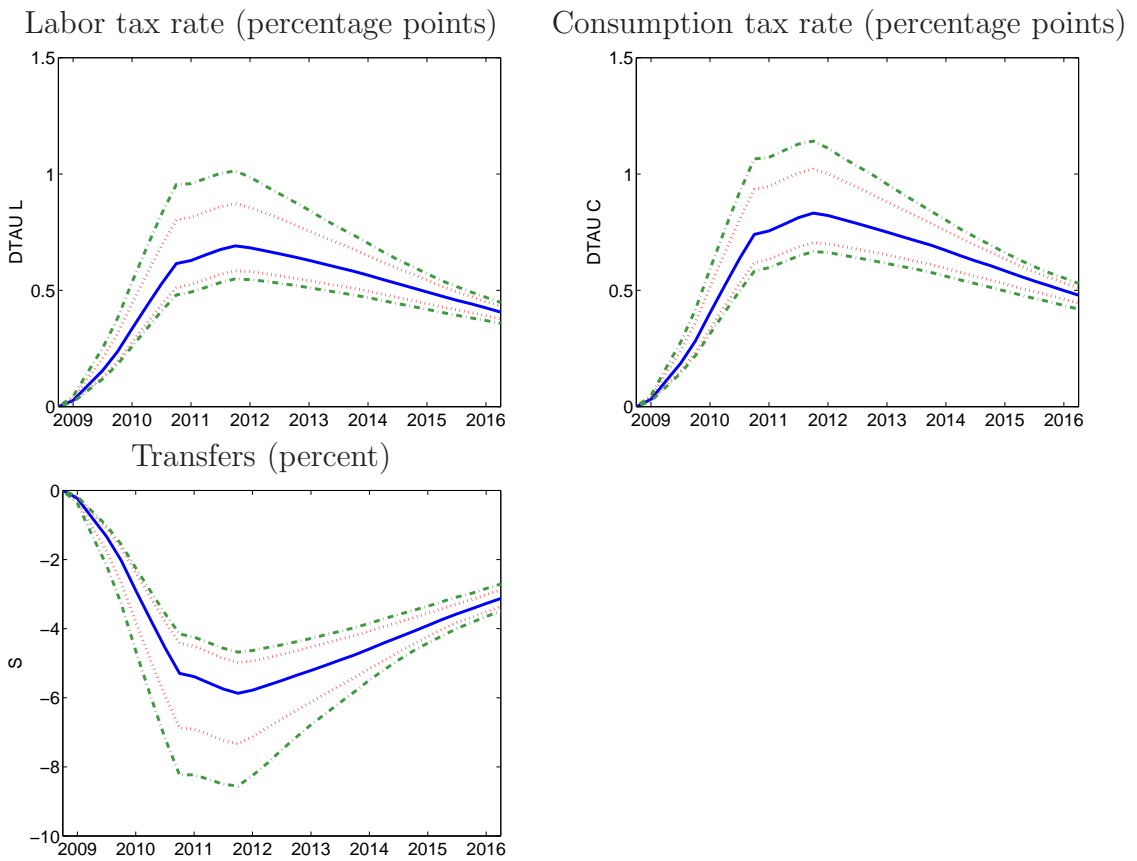 Labor tax rate (percentage points)
Consumption tax rate (percentage points)
1.5
1
0.5
0
DTAU L
2009 2010 2011 2012 2013 2014 2015 2016
1.5
1
0.5
0
DTAU C
2009 2010 2011 2012 2013 2014 2015 2016
Transfers (percent)
0
−2
−4
−6
−8
−10
S
2009 2010 2011 2012 2013 2014 2015 2016